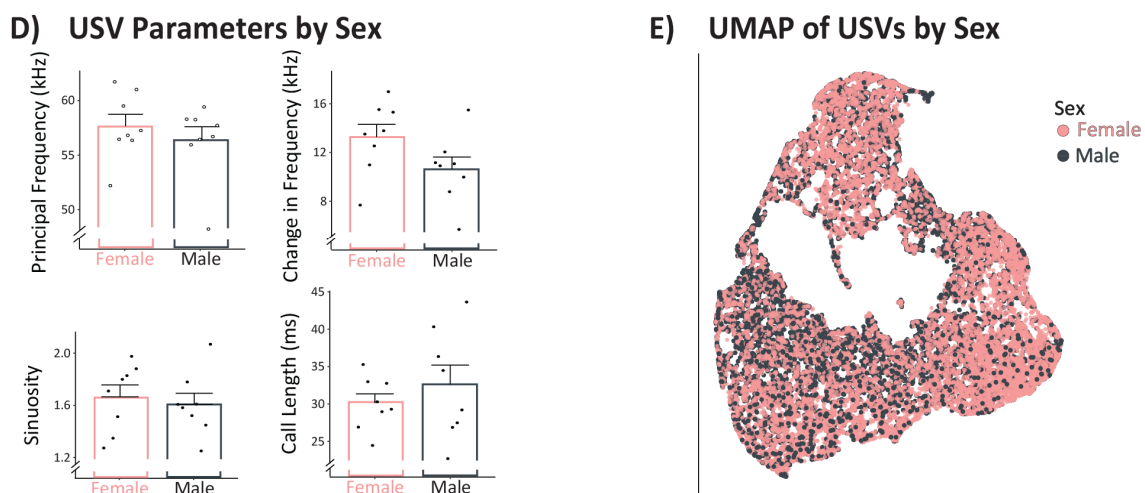 D) USV Parameters by Sex
Principal Frequency (kHz)
60
55
50
Female Male
Change in Frequency (kHz)
16
12
8
Female Male
Sinuosity
2.0
1.6
1.2
Female Male
Call Length (ms)
45
40
35
30
25
Female Male
E) UMAP of USVs by Sex
Sex
Female
Male